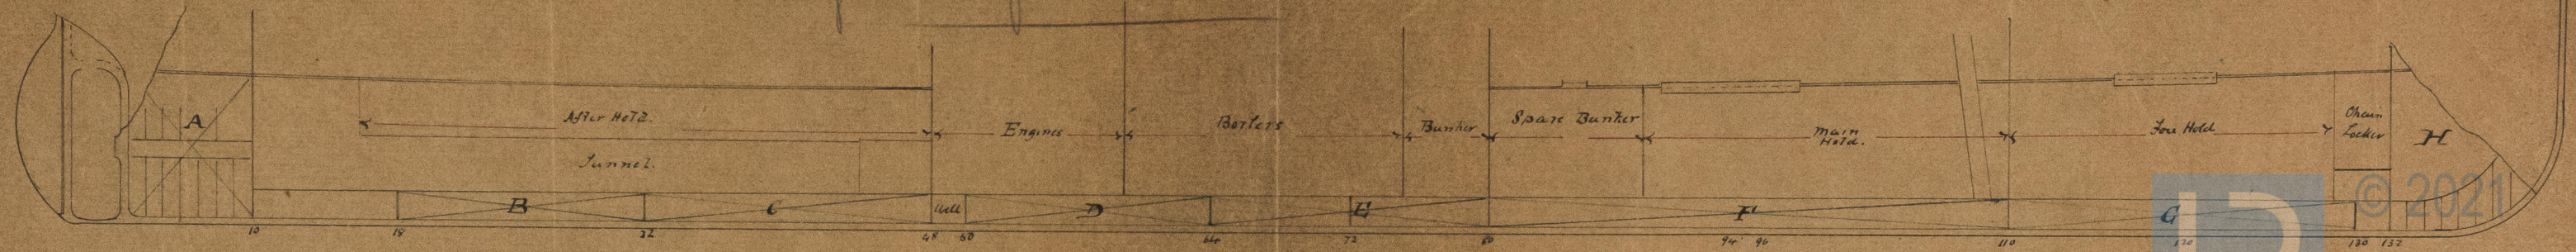 A
After Hold.
Tunnel.
Engines
Boilers
Bunker
Spare Bunker
Main
Hold.
Fore Hold
Chain
Locker
H
B
C
Well
D
E
F
G
10 18 32 48 50 64 72 80 94 96 110 120 130 132
© 2021